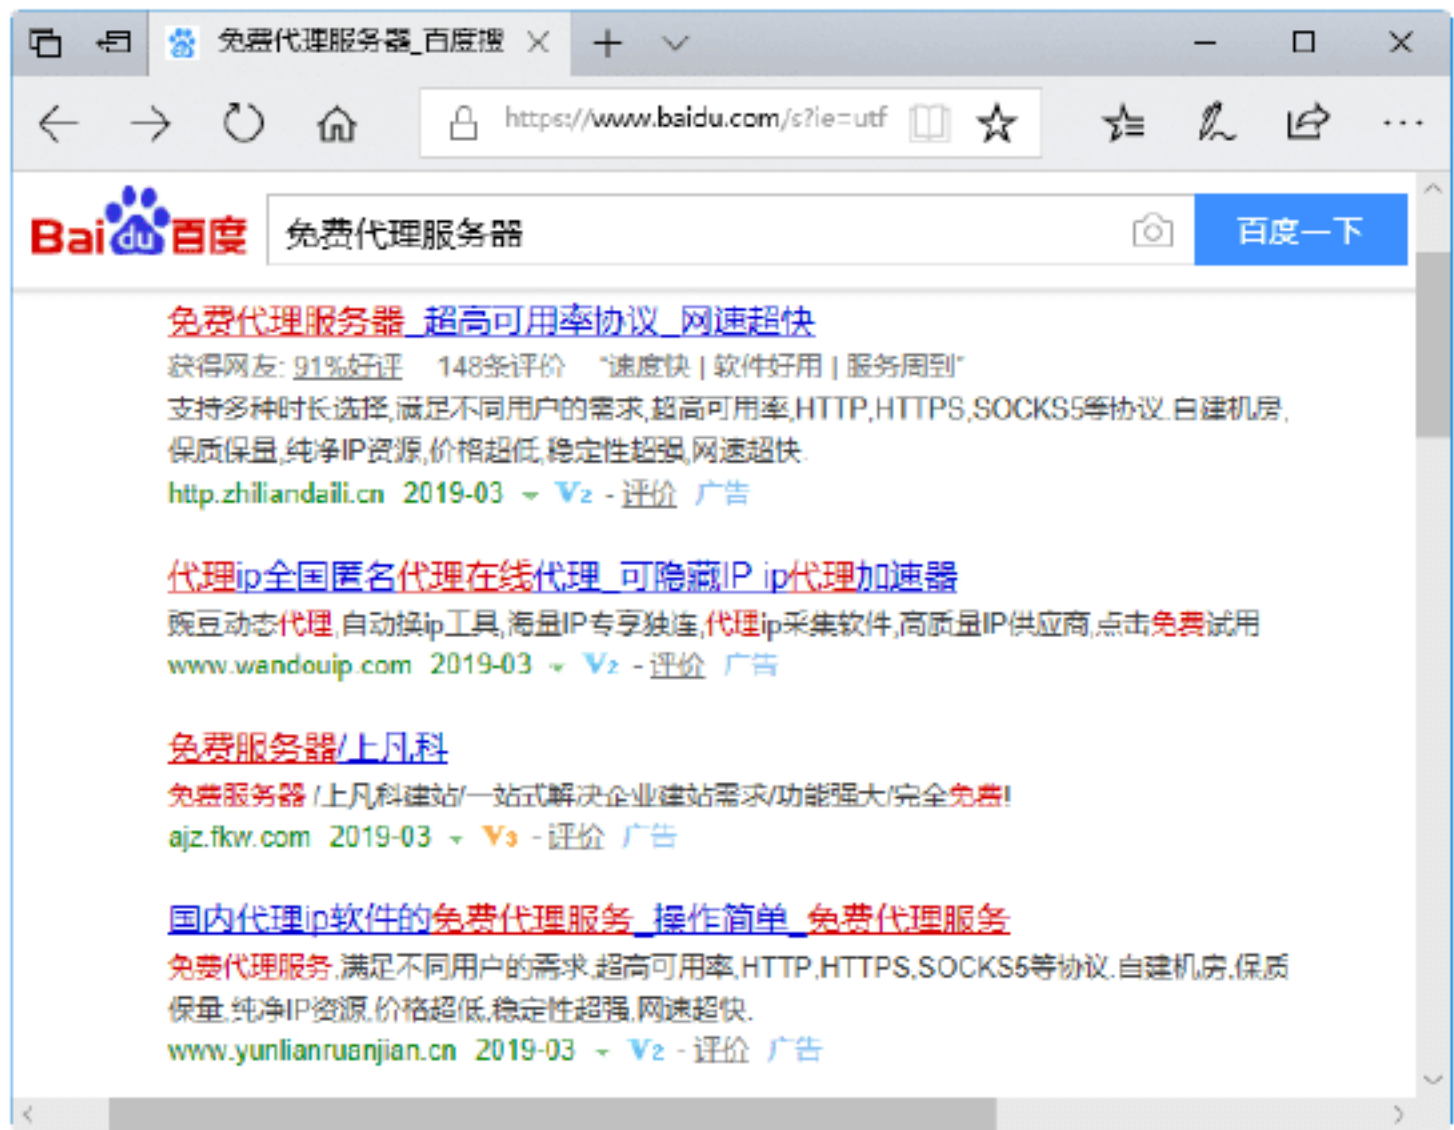 免费代理服务器_百度搜
https://www.baidu.com/s?ie=utf
Bai du 百度
免费代理服务器
百度一下
免费代理服务器_超高可用率协议_网速超快
获得网友: 91%好评 148条评价 "速度快 | 软件好用 | 服务周到"
支持多种时长选择,满足不同用户的需求,超高可用率,HTTP,HTTPS,SOCKS5等协议.自建机房,
保质保量,纯净IP资源,价格超低,稳定性超强,网速超快.
http.zhiliandaili.cn 2019-03 V2 - 评价 广告
代理ip全国匿名代理在线代理_可隐藏IP ip代理加速器
豌豆动态代理,自动换ip工具,海量IP专享独连,代理ip采集软件,高质量IP供应商,点击免费试用
www.wandouip.com 2019-03 V2 - 评价 广告
免费服务器/上凡科
免费服务器 /上凡科建站/一站式解决企业建站需求/功能强大/完全免费!
ajz.fkw.com 2019-03 V3 - 评价 广告
国内代理ip软件的免费代理服务_操作简单_免费代理服务
免费代理服务,满足不同用户的需求,超高可用率,HTTP,HTTPS,SOCKS5等协议.自建机房,保质
保量,纯净IP资源,价格超低,稳定性超强,网速超快.
www.yunlianruanjian.cn 2019-03 V2 - 评价 广告